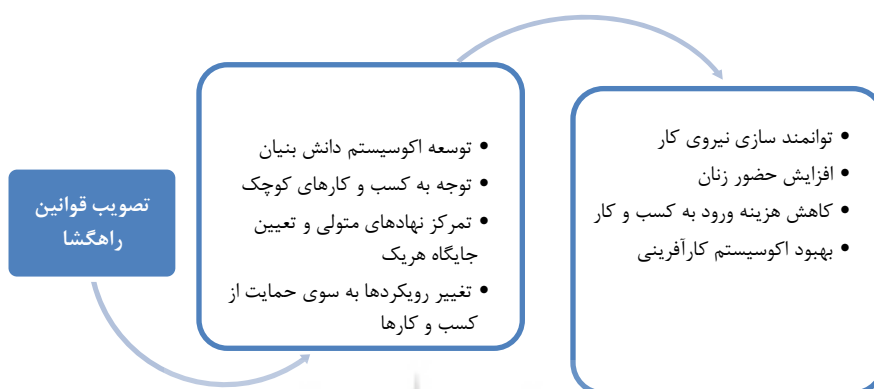 تصویب قوانین
راهگشا
• توسعه اکوسیستم دانش بنیان
• توجه به کسب و کارهای کوچک
• تمرکز نهادهای متولی و تعیین
جایگاه هریک
• تغییر رویکردها به سوی حمایت از
کسب و کارها
• توانمند سازی نیروی کار
• افزایش حضور زنان
• کاهش هزینه ورود به کسب و کار
• بهبود اکوسیستم کارآفرینی